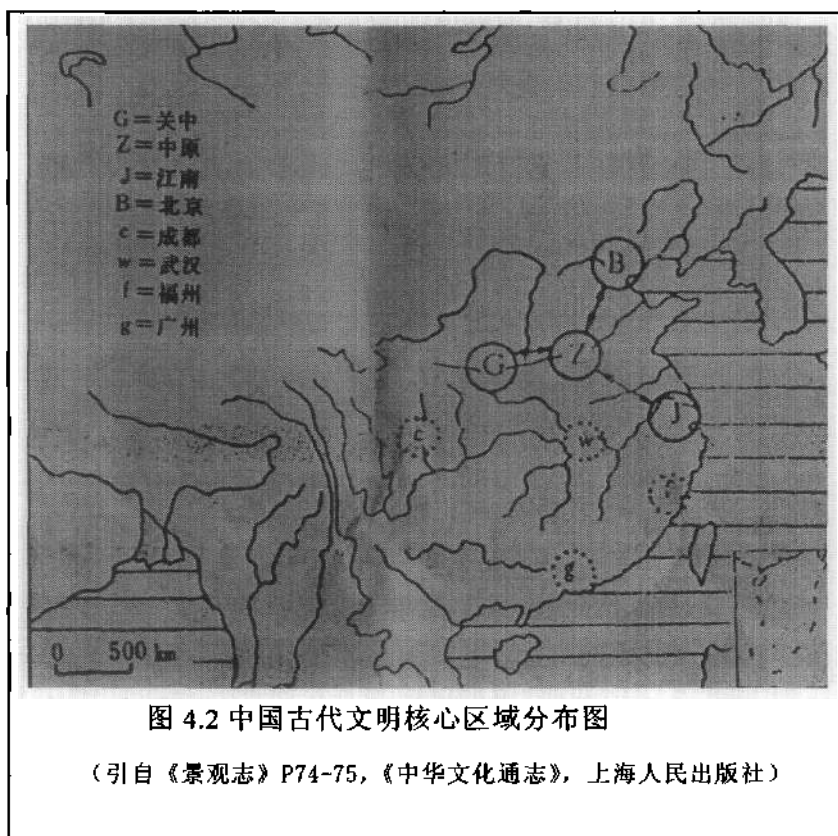 G=关中
Z=中原
J=江南
B=北京
c=成都
w=武汉
f=福州
g=广州
B
G
Z
J
c
w
f
g
0 500 km
图 4.2 中国古代文明核心区域分布图
（引自《景观志》P74-75,《中华文化通志》, 上海人民出版社）